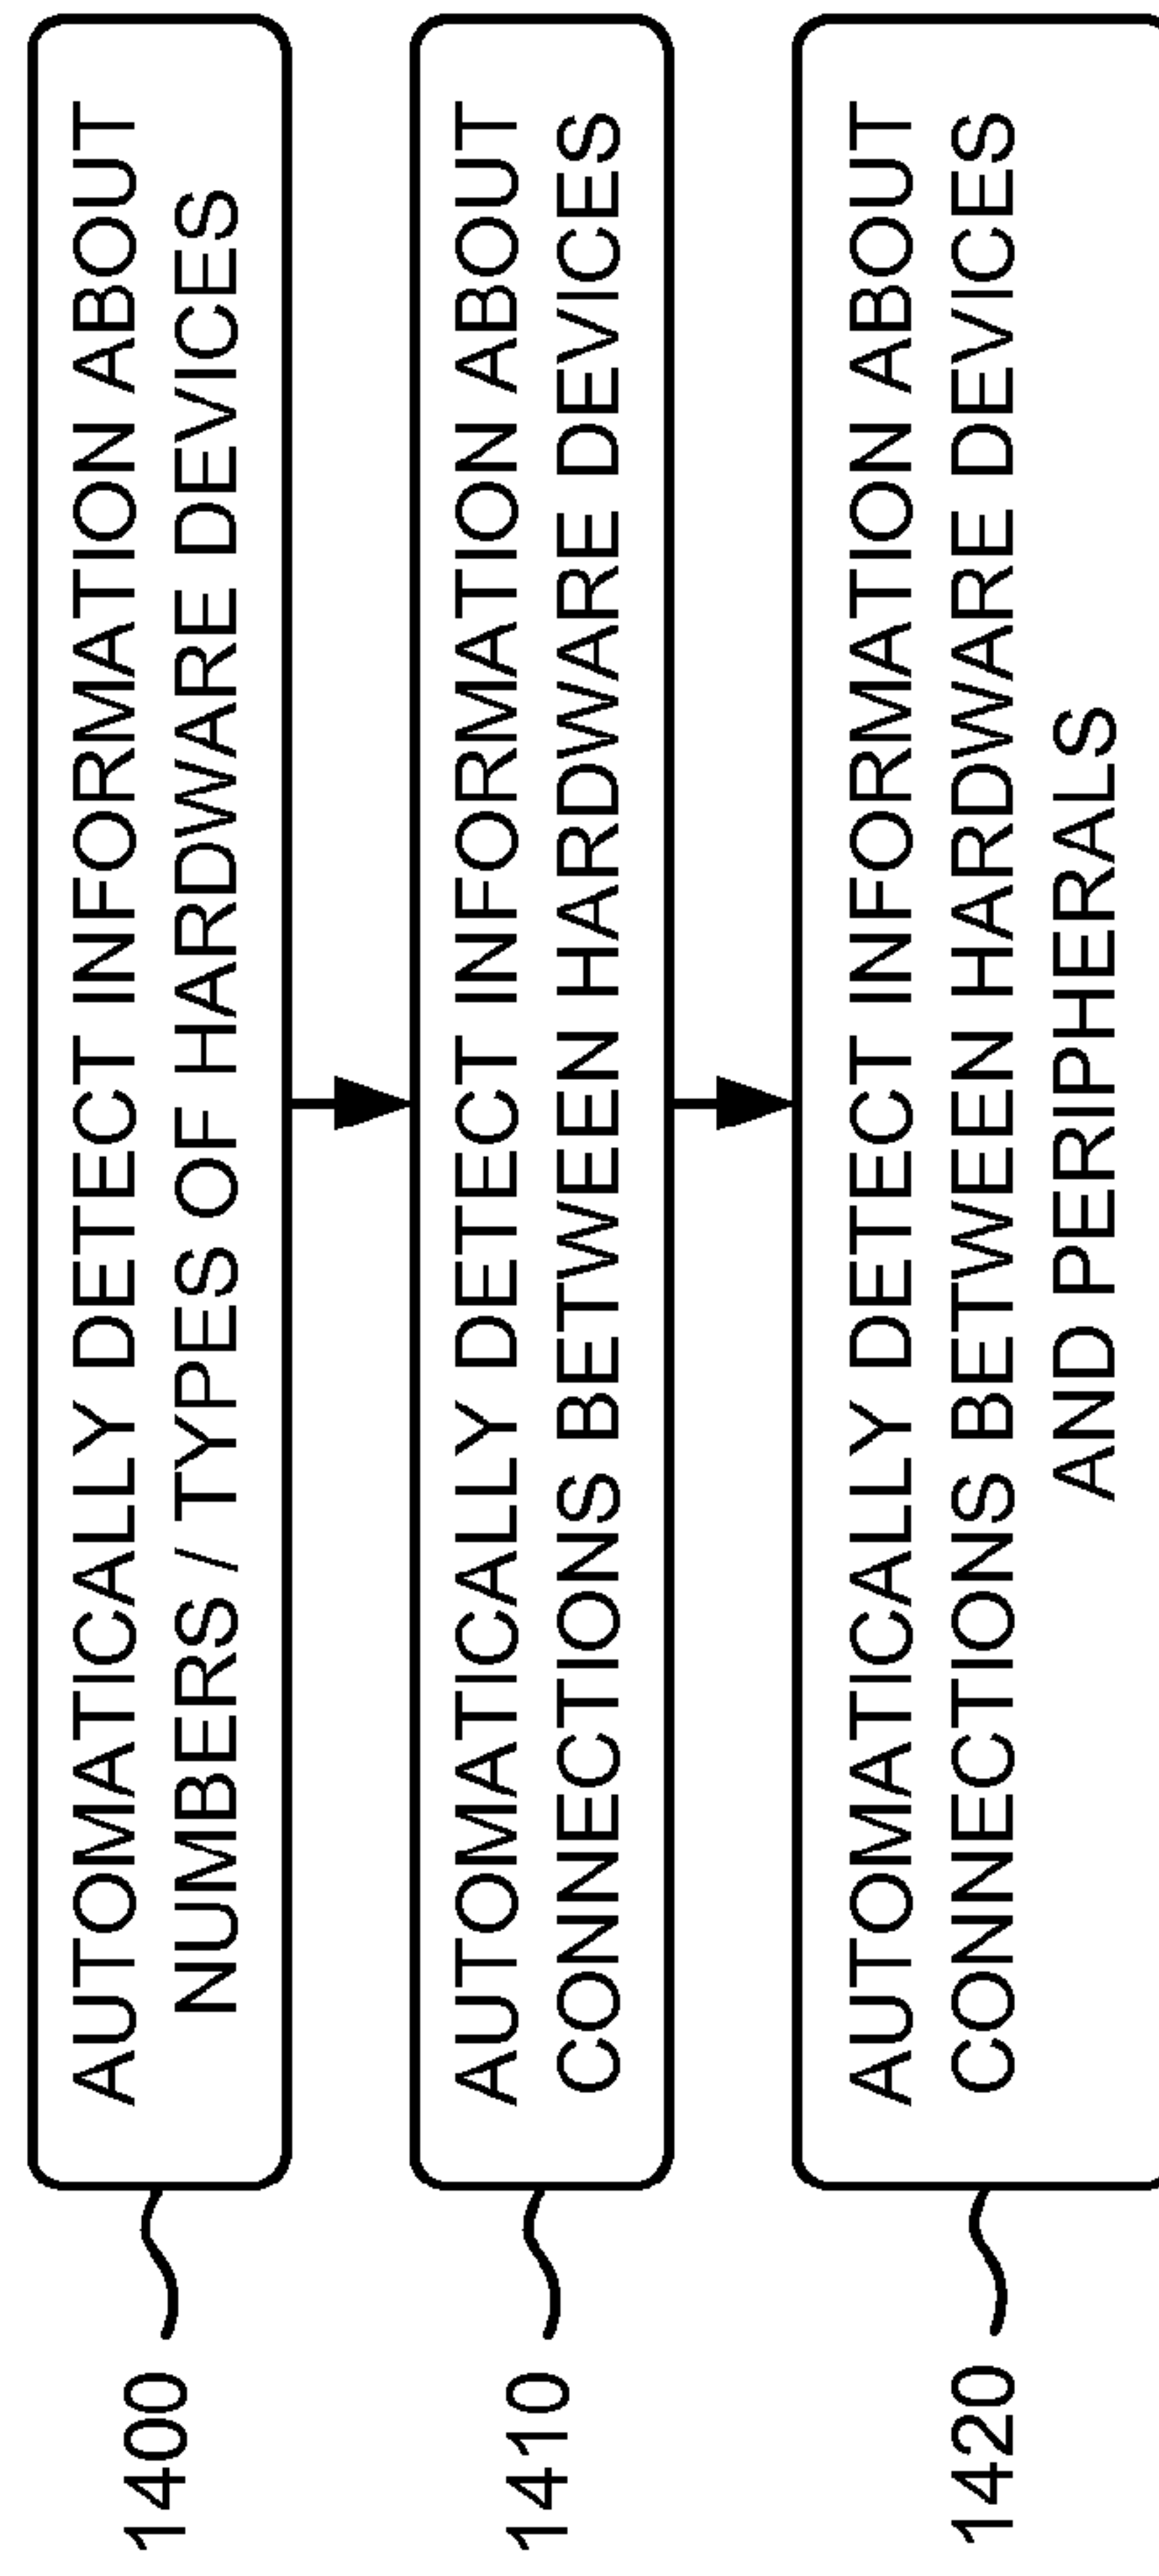 1400
AUTOMATICALLY DETECT INFORMATION ABOUT
NUMBERS / TYPES OF HARDWARE DEVICES
1410
AUTOMATICALLY DETECT INFORMATION ABOUT
CONNECTIONS BETWEEN HARDWARE DEVICES
1420
AUTOMATICALLY DETECT INFORMATION ABOUT
CONNECTIONS BETWEEN HARDWARE DEVICES
AND PERIPHERALS